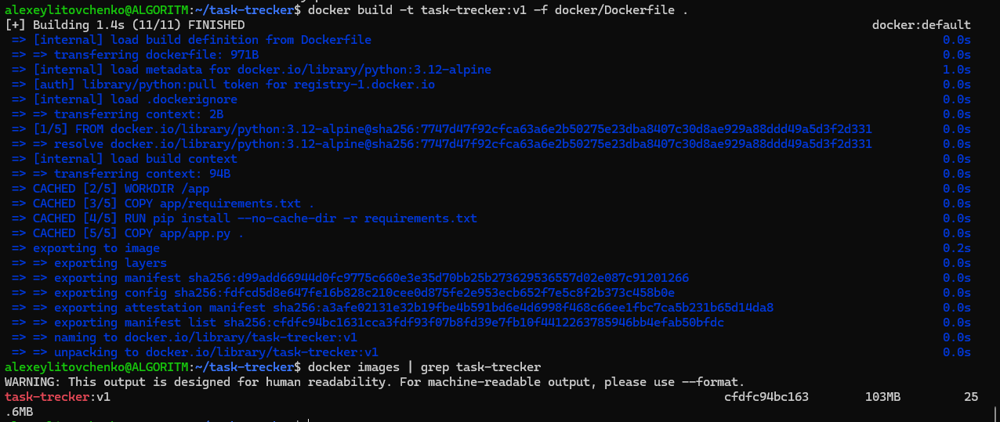 alexeylitovchenko@ALGORITM:~/task-trecker$ docker build -t task-trecker:v1 -f docker/Dockerfile .
[+] Building 1.4s (11/11) FINISHED docker:default
=> [internal] load build definition from Dockerfile 0.0s
=> => transferring dockerfile: 971B 0.0s
=> [internal] load metadata for docker.io/library/python:3.12-alpine 1.0s
=> [auth] library/python:pull token for registry-1.docker.io 0.0s
=> [internal] load .dockerignore 0.0s
=> => transferring context: 2B 0.0s
=> [1/5] FROM docker.io/library/python:3.12-alpine@sha256:7747d47f92cfca63a6e2b50275e23dba8407c30d8ae929a88ddd49a5d3f2d331 0.0s
=> => resolve docker.io/library/python:3.12-alpine@sha256:7747d47f92cfca63a6e2b50275e23dba8407c30d8ae929a88ddd49a5d3f2d331 0.0s
=> [internal] load build context 0.0s
=> => transferring context: 94B 0.0s
=> CACHED [2/5] WORKDIR /app 0.0s
=> CACHED [3/5] COPY app/requirements.txt . 0.0s
=> CACHED [4/5] RUN pip install --no-cache-dir -r requirements.txt 0.0s
=> CACHED [5/5] COPY app/app.py . 0.0s
=> exporting to image 0.2s
=> => exporting layers 0.0s
=> => exporting manifest sha256:d99add66944d0fc9775c660e3e35d70bb25b273629536557d02e087c91201266 0.0s
=> => exporting config sha256:fdfcd5d8e647fe16b828c210cee0d875fe2e953ecb652f7e5c8f2b373c458b0e 0.0s
=> => exporting attestation manifest sha256:a3afe02131e32b19fbe4b591bd6e4d6998f468c66ee1fbc7ca5b231b65d14da8 0.0s
=> => exporting manifest list sha256:cfdfc94bc1631cca3fdf93f07b8fd39e7fb10f4412263785946bb4efab50bfdc 0.0s
=> => naming to docker.io/library/task-trecker:v1 0.0s
=> => unpacking to docker.io/library/task-trecker:v1 0.0s
alexeylitovchenko@ALGORITM:~/task-trecker$ docker images | grep task-trecker
WARNING: This output is designed for human readability. For machine-readable output, please use --format.
task-trecker:v1 cfdfc94bc163 103MB 25
.6MB